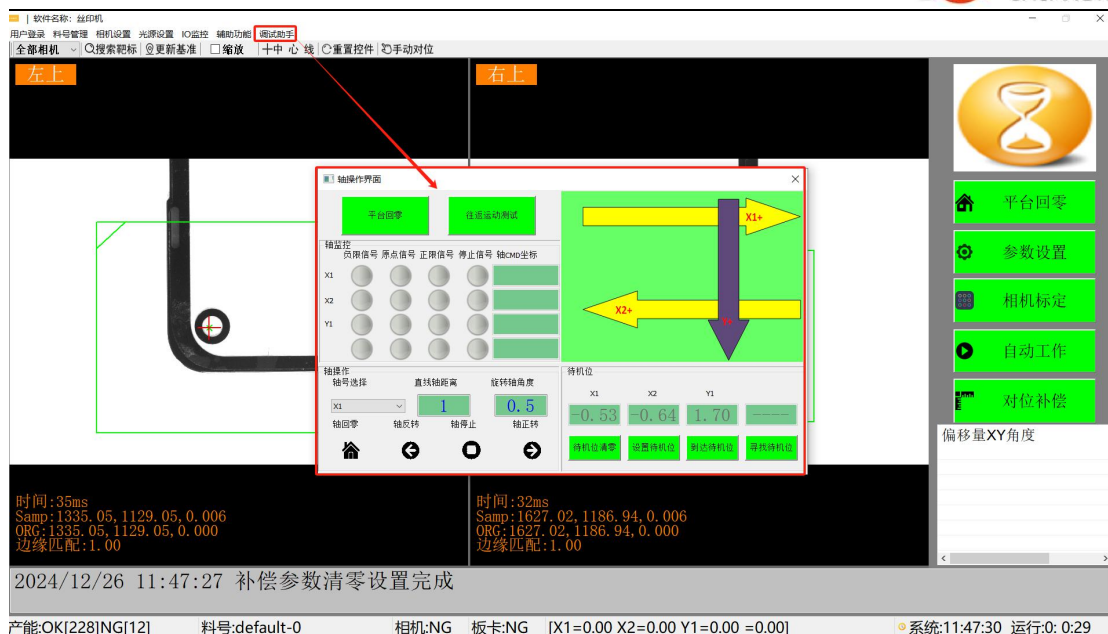 | 软件名称：丝印机
用户登录 料号管理 相机设置 光源设置 IO监控 辅助功能 调试助手
全部相机 搜索靶标 更新基准 缩放 十中 心 线 重置控件 手动对位
左上
右上
轴操作界面
平台回零 往返运动测试
X1+
X2+
轴监控
负限信号 原点信号 正限信号 停止信号 轴CMD坐标
X1
X2
Y1
轴操作
轴号选择 直线轴距离 旋转轴角度
X1 1 0.5
轴回零 轴反转 轴停止 轴正转
待机位
X1 X2 Y1
-0.53 -0.64 1.70 ----
待机位清零 设置待机位 到达待机位 寻找待机位
平台回零
参数设置
相机标定
自动工作
对位补偿
偏移量XY角度
时间:35ms
Samp:1335.05,1129.05,0.006
ORG:1335.05,1129.05,0.000
边缘匹配:1.00
时间:32ms
Samp:1627.02,1186.94,0.006
ORG:1627.02,1186.94,0.000
边缘匹配:1.00
2024/12/26 11:47:27 补偿参数清零设置完成
产能:OK[228]NG[12] 料号:default-0 相机:NG 板卡:NG [X1=0.00 X2=0.00 Y1=0.00 =0.00] 系统:11:47:30 运行:0: 0:29